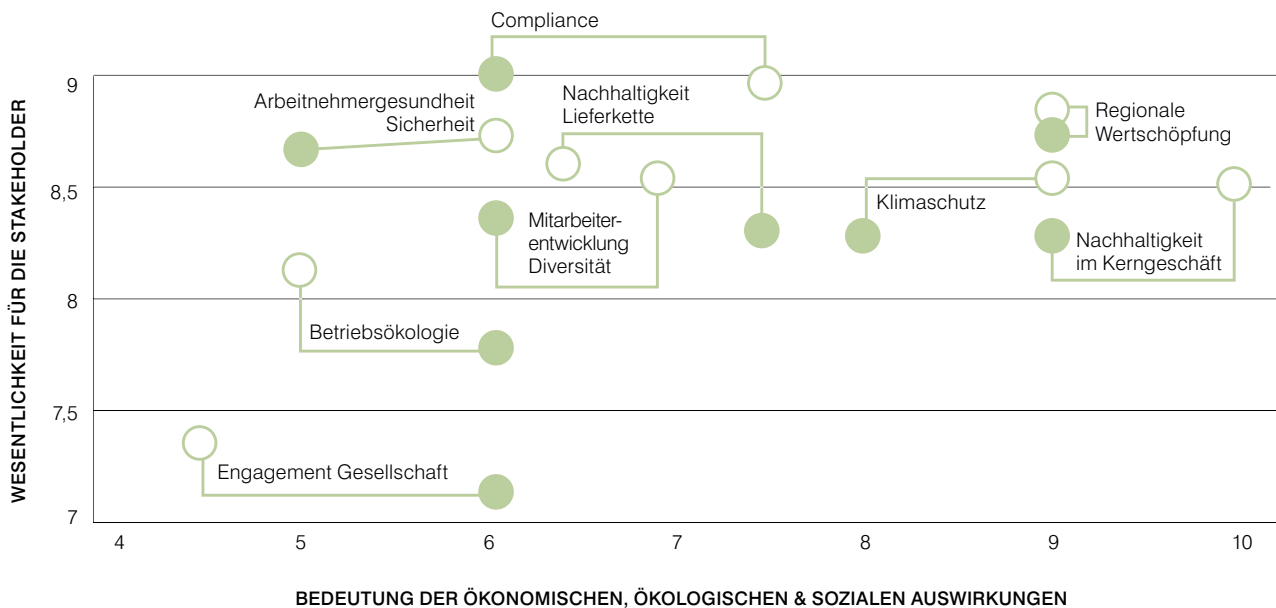 WESENTLICHKEIT FÜR DIE STAKEHOLDER
Compliance
9
Arbeitnehmergesundheit
Sicherheit
Nachhaltigkeit
Lieferkette
Regionale
Wertschöpfung
8,5
Mitarbeiter-
entwicklung
Diversität
Klimaschutz
Nachhaltigkeit
im Kerngeschäft
8
Betriebsökologie
7,5
Engagement Gesellschaft
7
4
5
6
7
8
9
10
BEDEUTUNG DER ÖKONOMISCHEN, ÖKOLOGISCHEN & SOZIALEN AUSWIRKUNGEN